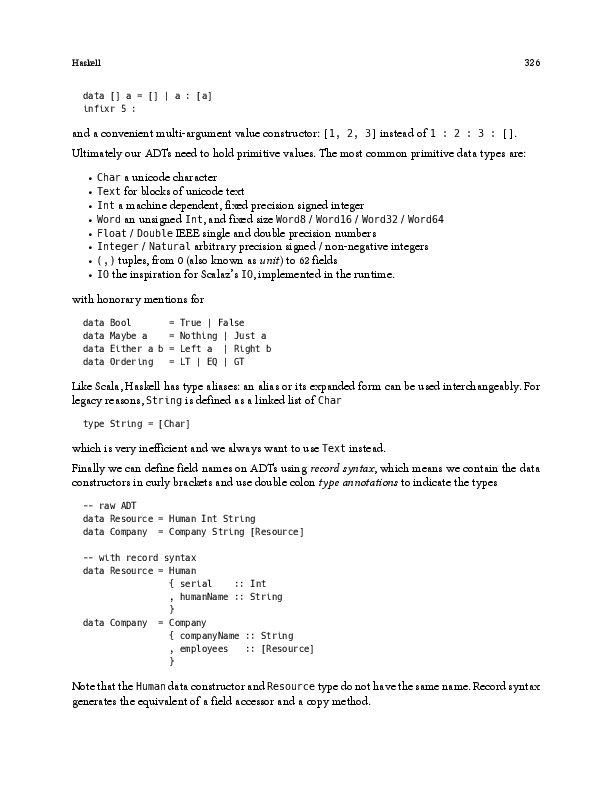 Haskell 326
data [] a = [] | a : [a]
infixr 5 :
and a convenient multi-argument value constructor: [1, 2, 3] instead of 1 : 2 : 3 : [].
Ultimately our ADTs need to hold primitive values. The most common primitive data types are:
• Char a unicode character
• Text for blocks of unicode text
• Int a machine dependent, fixed precision signed integer
• Word an unsigned Int, and fixed size Word8 / Word16 / Word32 / Word64
• Float / Double IEEE single and double precision numbers
• Integer / Natural arbitrary precision signed / non-negative integers
• (,) tuples, from 0 (also known as unit) to 62 fields
• IO the inspiration for Scalaz's IO, implemented in the runtime.
with honorary mentions for
data Bool       = True | False
data Maybe a    = Nothing | Just a
data Either a b = Left a  | Right b
data Ordering   = LT | EQ | GT
Like Scala, Haskell has type aliases: an alias or its expanded form can be used interchangeably. For
legacy reasons, String is defined as a linked list of Char
type String = [Char]
which is very inefficient and we always want to use Text instead.
Finally we can define field names on ADTs using record syntax, which means we contain the data
constructors in curly brackets and use double colon type annotations to indicate the types
-- raw ADT
data Resource = Human Int String
data Company  = Company String [Resource]
-- with record syntax
data Resource = Human
                { serial    :: Int
                , humanName :: String
                }
data Company  = Company
                { companyName :: String
                , employees   :: [Resource]
                }
Note that the Human data constructor and Resource type do not have the same name. Record syntax
generates the equivalent of a field accessor and a copy method.